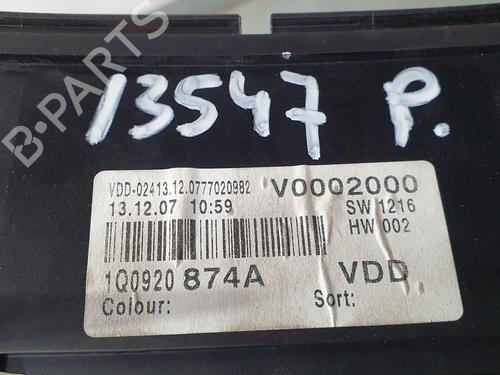 B-PARTS
13547 P.
VDD-02413.12.0777020982 V0002000
13.12.07 10:59 SW 1216
HW 002
1Q0920 874A VDD
Colour: Sort: